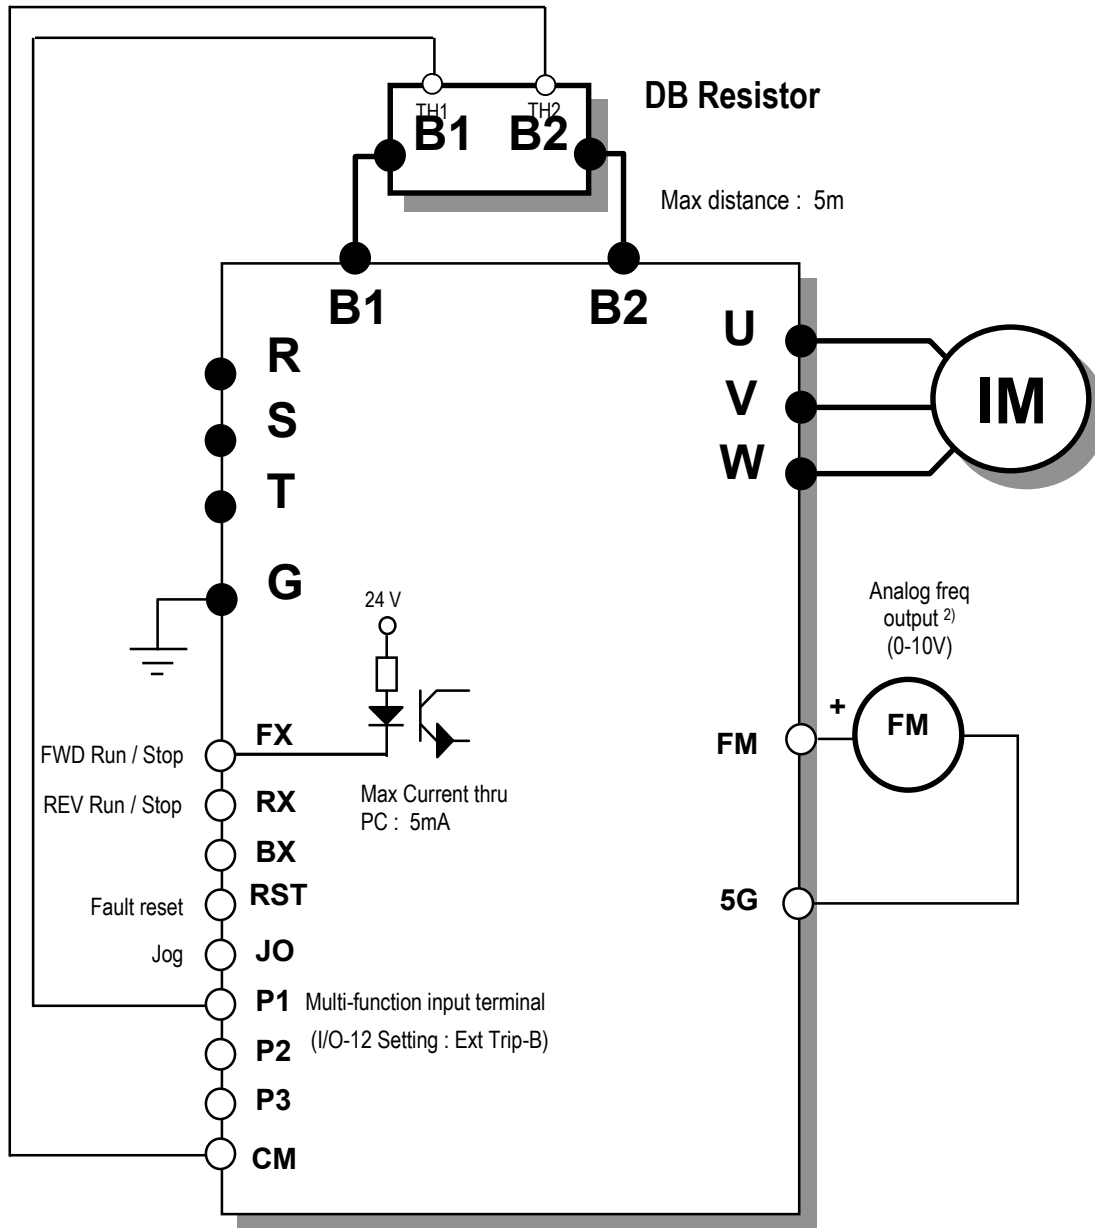 DB Resistor
TH1
TH2
B1
B2
Max distance : 5m
B1
B2
R
S
T
G
U
V
W
IM
24 V
Analog freq
output 2)
(0-10V)
+
FM
FM
FX
FWD Run / Stop
Max Current thru
PC : 5mA
REV Run / Stop
RX
BX
Fault reset
RST
5G
Jog
JO
P1
Multi-function input terminal
(I/O-12 Setting : Ext Trip-B)
P2
P3
CM